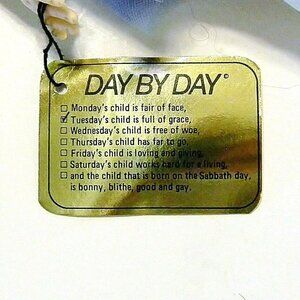 DAY BY DAY©
☐ Monday's child is fair of face,
☑ Tuesday's child is full of grace,
☐ Wednesday's child is free of woe,
☐ Thursday's child has far to go,
☐ Friday's child is loving and giving,
☐ Saturday's child works hard for a living,
☐ and the child that is born on the Sabbath day,
is bonny, blithe, good and gay.